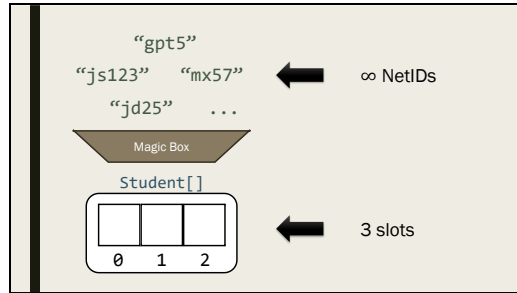 “gpt5”
“js123” “mx57”
∞ NetIDs
“jd25” ...
Magic Box
Student[]
3 slots
0 1 2